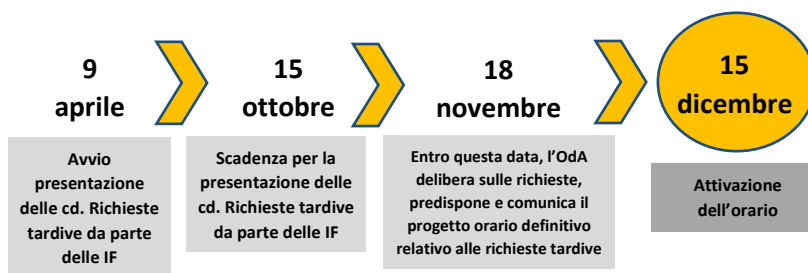 9
aprile
15
ottobre
18
novembre
15
dicembre
Avvio
presentazione
delle cd. Richieste
tardive da parte
delle IF
Scadenza per la
presentazione delle
cd. Richieste tardive
da parte delle IF
Entro questa data, l'OdA
delibera sulle richieste,
predispone e comunica il
progetto orario definitivo
relativo alle richieste tardive
Attivazione
dell'orario